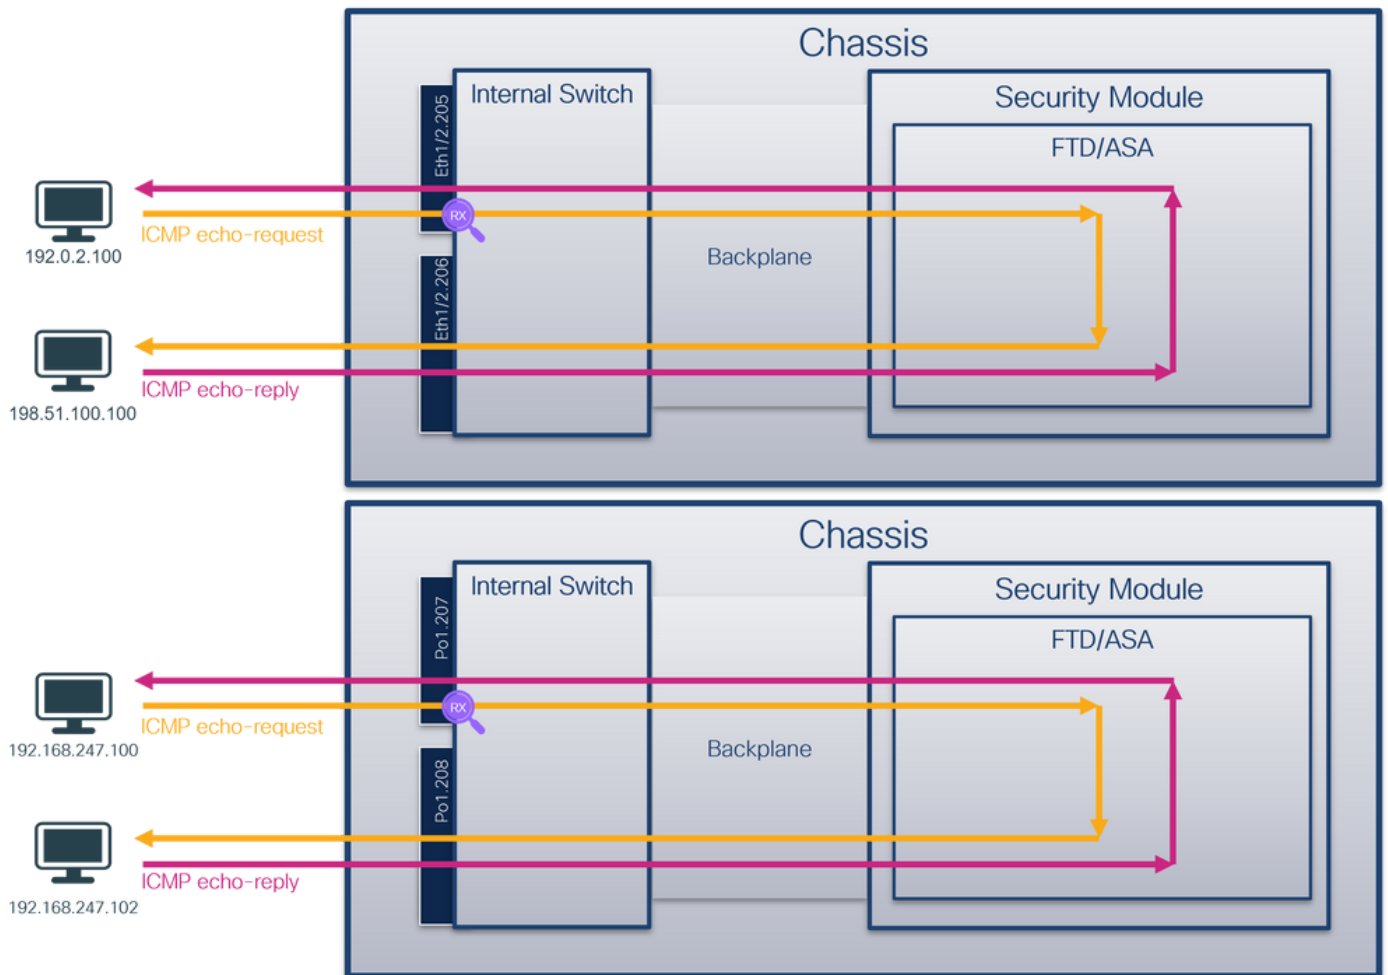 Chassis
Internal Switch
Security Module
FTD/ASA
Eth1/2.205
RX
ICMP echo-request
192.0.2.100
Backplane
Eth1/2.206
ICMP echo-reply
198.51.100.100
Chassis
Internal Switch
Security Module
FTD/ASA
Po1.207
RX
ICMP echo-request
192.168.247.100
Backplane
Po1.208
ICMP echo-reply
192.168.247.102